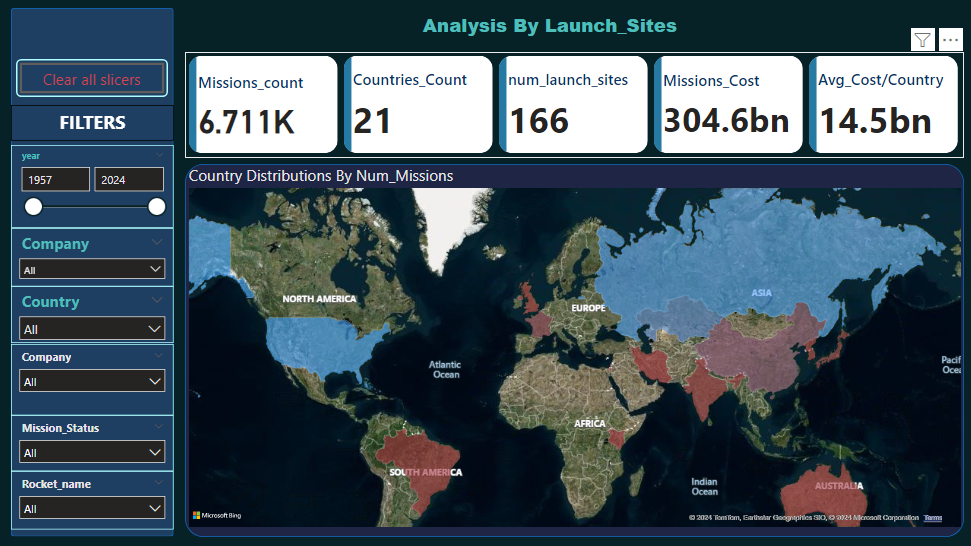 Analysis By Launch_Sites
Clear all slicers
FILTERS
year
1957 2024
Company
All
Country
All
Company
All
Mission_Status
All
Rocket_name
All
Missions_count
6.711K
Countries_Count
21
num_launch_sites
166
Missions_Cost
304.6bn
Avg_Cost/Country
14.5bn
Country Distributions By Num_Missions
NORTH AMERICA
EUROPE
ASIA
Atlantic
Ocean
Pacif
Ocea
AFRICA
SOUTH AMERICA
Indian
Ocean
AUSTRALIA
Microsoft Bing
© 2024 TomTom, Earthstar Geographics SIO, © 2024 Microsoft Corporation Terms